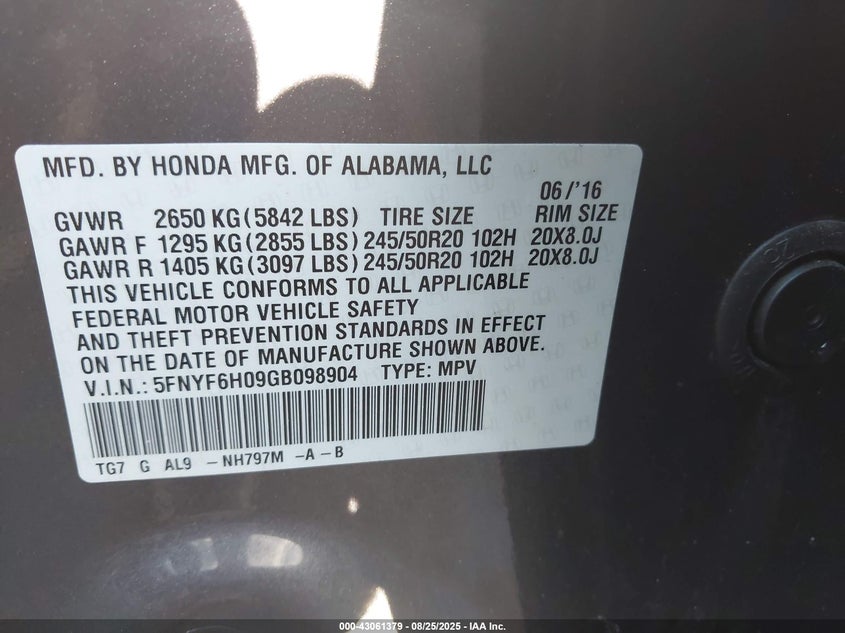 MFD. BY HONDA MFG. OF ALABAMA, LLC
06/'16
GVWR 2650 KG(5842 LBS) TIRE SIZE RIM SIZE
GAWR F 1295 KG(2855 LBS)245/50R20 102H 20X8.0J
GAWR R 1405 KG(3097 LBS)245/50R20 102H 20X8.0J
THIS VEHICLE CONFORMS TO ALL APPLICABLE
FEDERAL MOTOR VEHICLE SAFETY
AND THEFT PREVENTION STANDARDS IN EFFECT
ON THE DATE OF MANUFACTURE SHOWN ABOVE.
V.I.N.: 5FNYF6H09GB098904 TYPE: MPV
TG7 G AL9 -NH797M -A-B
000-43061379 - 08/25/2025 - IAA Inc.